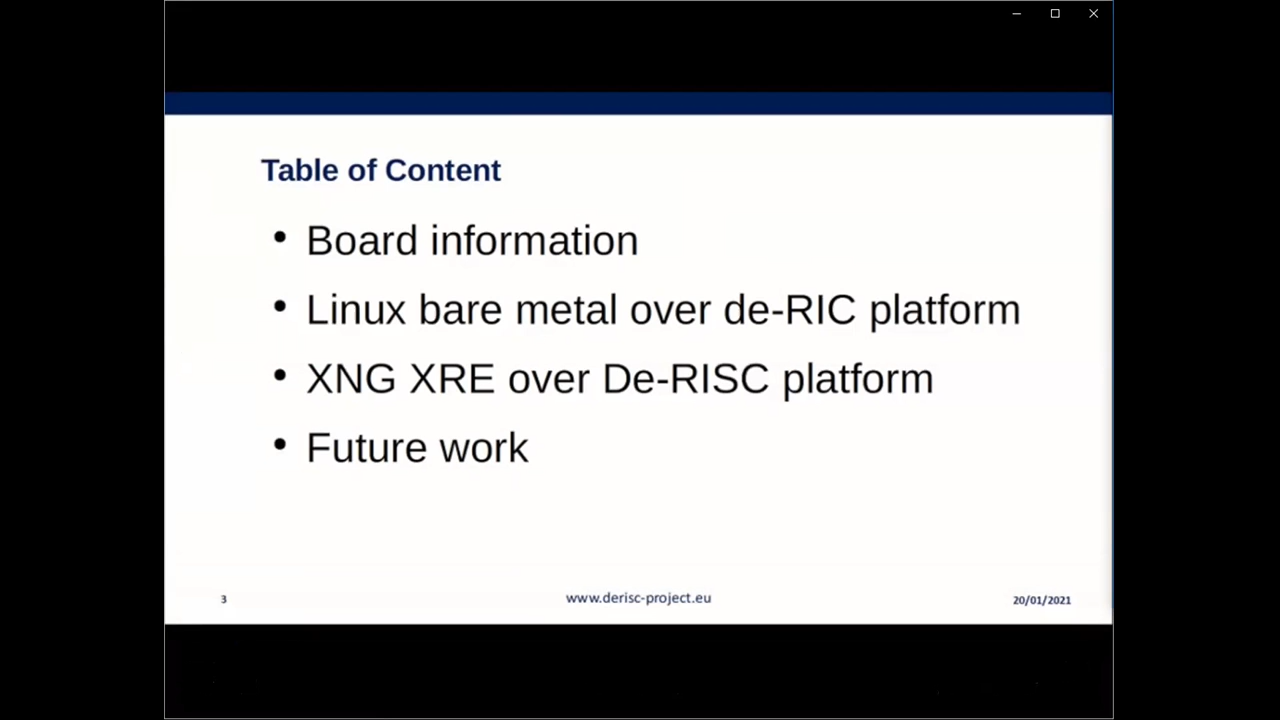 Table of Content
• Board information
• Linux bare metal over de-RIC platform
• XNG XRE over De-RISC platform
• Future work
3
www.derisc-project.eu
20/01/2021